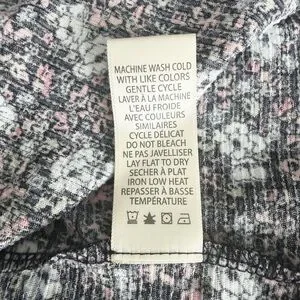 MACHINE WASH COLD
WITH LIKE COLORS
GENTLE CYCLE
LAVER À LA MACHINE
L'EAU FROIDE
AVEC COULEURS
SIMILAIRES
CYCLE DÉLICAT
DO NOT BLEACH
NE PAS JAVELLISER
LAY FLAT TO DRY
SECHER À PLAT
IRON LOW HEAT
REPASSER À BASSE
TEMPÉRATURE